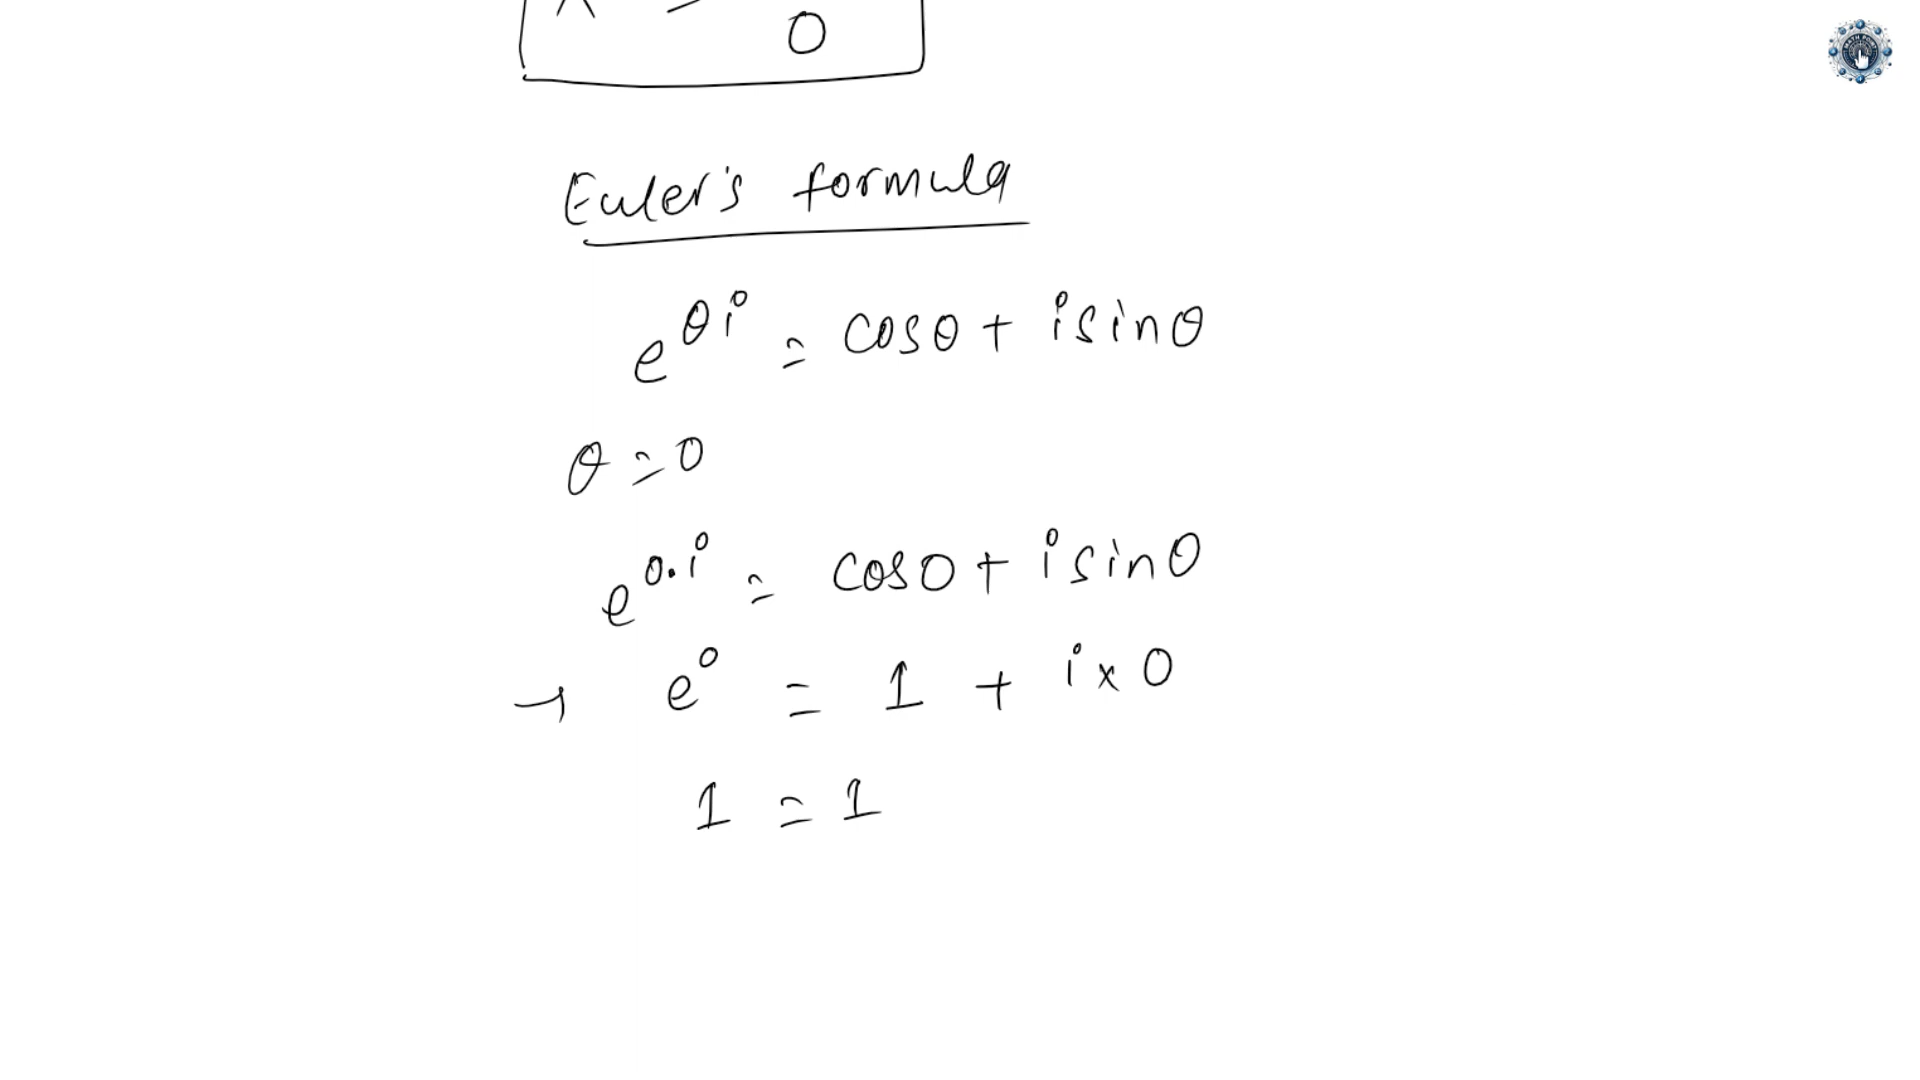 0
Euler's formula
e^{θi} = cosθ + isinθ
θ = 0
e^{0.i} = cos0 + isin0
→ e^0 = 1 + i×0
1 = 1